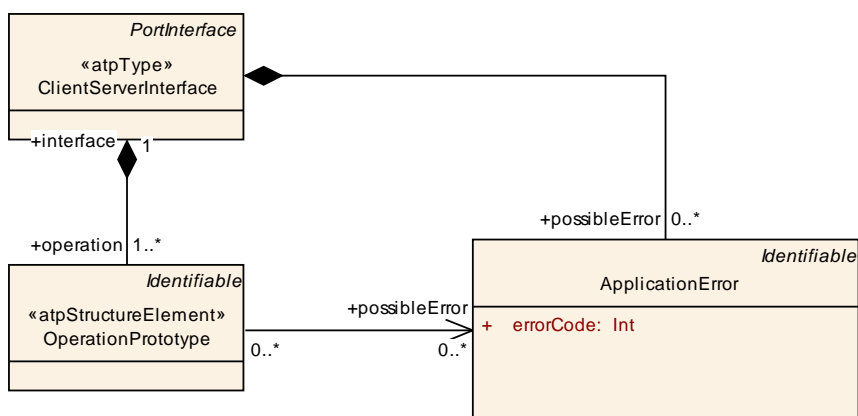 PortInterface
«atpType»
ClientServerInterface
+interface 1
+possibleError 0..*
+operation 1..*
Identifiable
Identifiable
ApplicationError
«atpStructureElement»
OperationPrototype
+possibleError
+ errorCode: Int
0..* 0..*